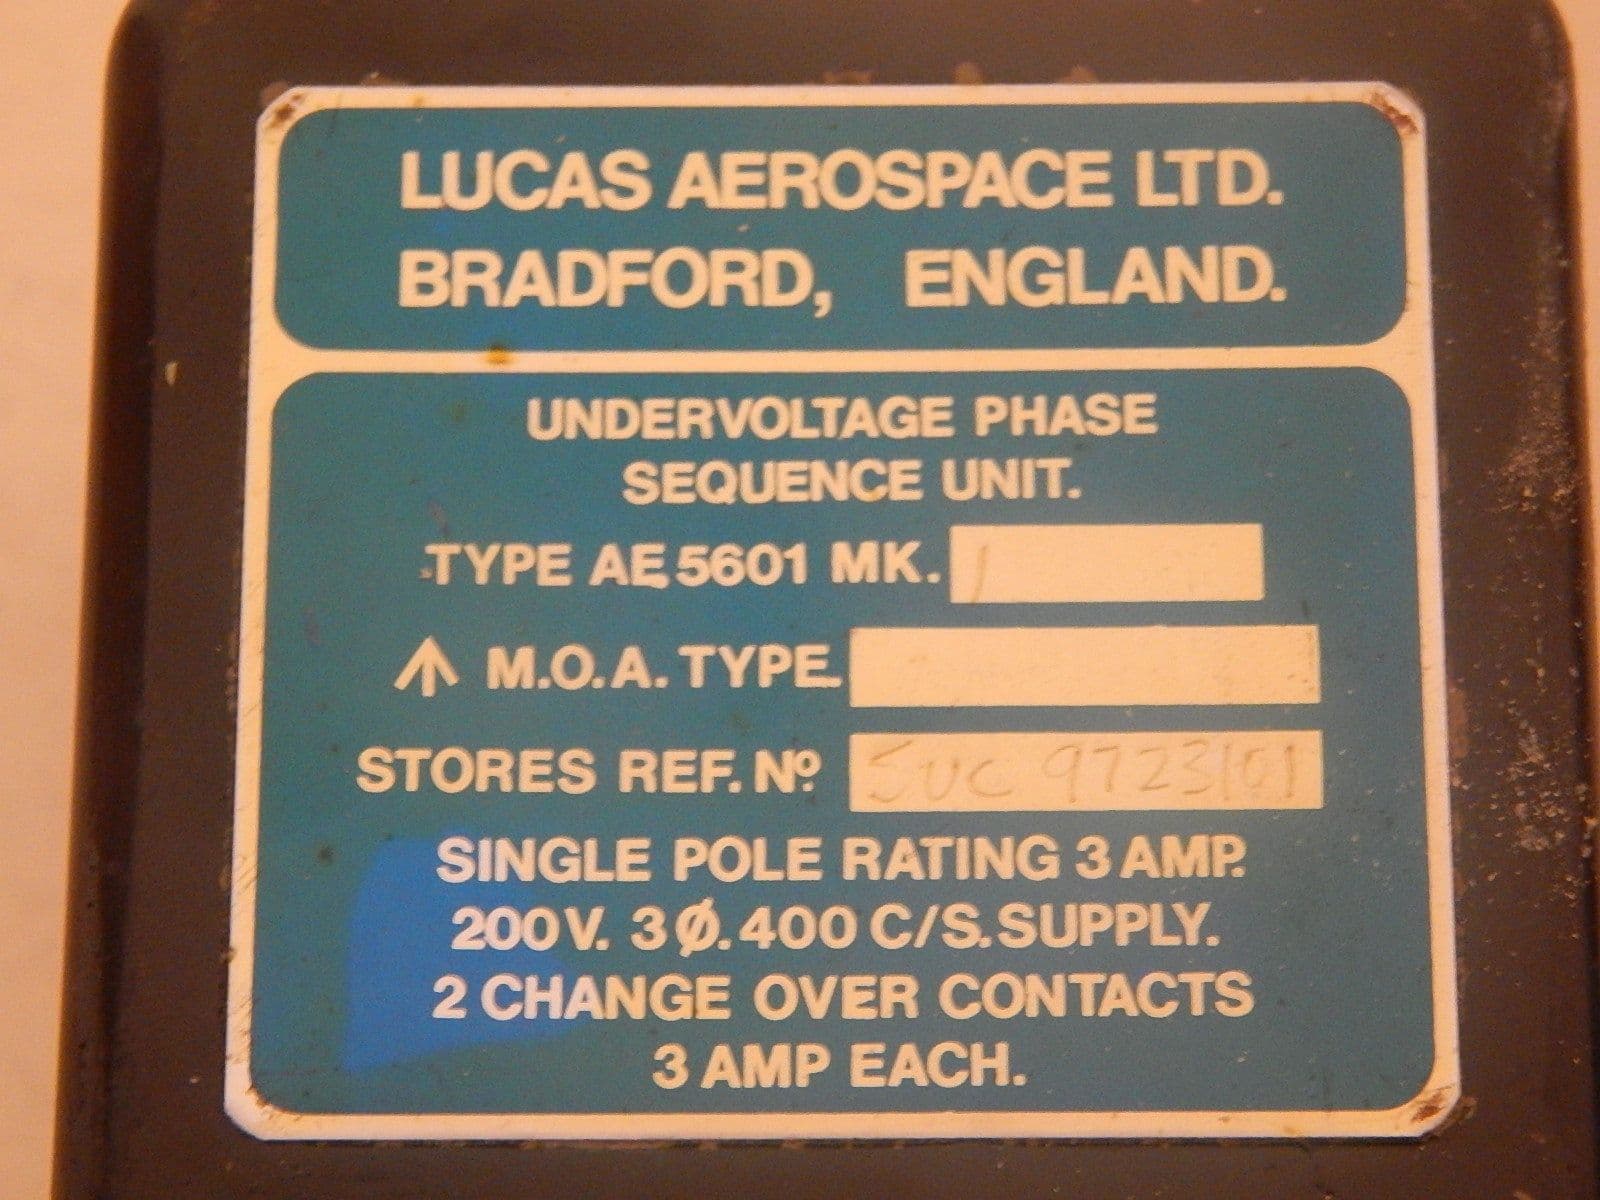 LUCAS AEROSPACE LTD.
BRADFORD, ENGLAND.
UNDERVOLTAGE PHASE
SEQUENCE UNIT.
TYPE AE 5601 MK. 1
M.O.A. TYPE.
STORES REF. Nº 5UC 9723101
SINGLE POLE RATING 3 AMP.
200V. 3Ø. 400 C/S. SUPPLY.
2 CHANGE OVER CONTACTS
3 AMP EACH.